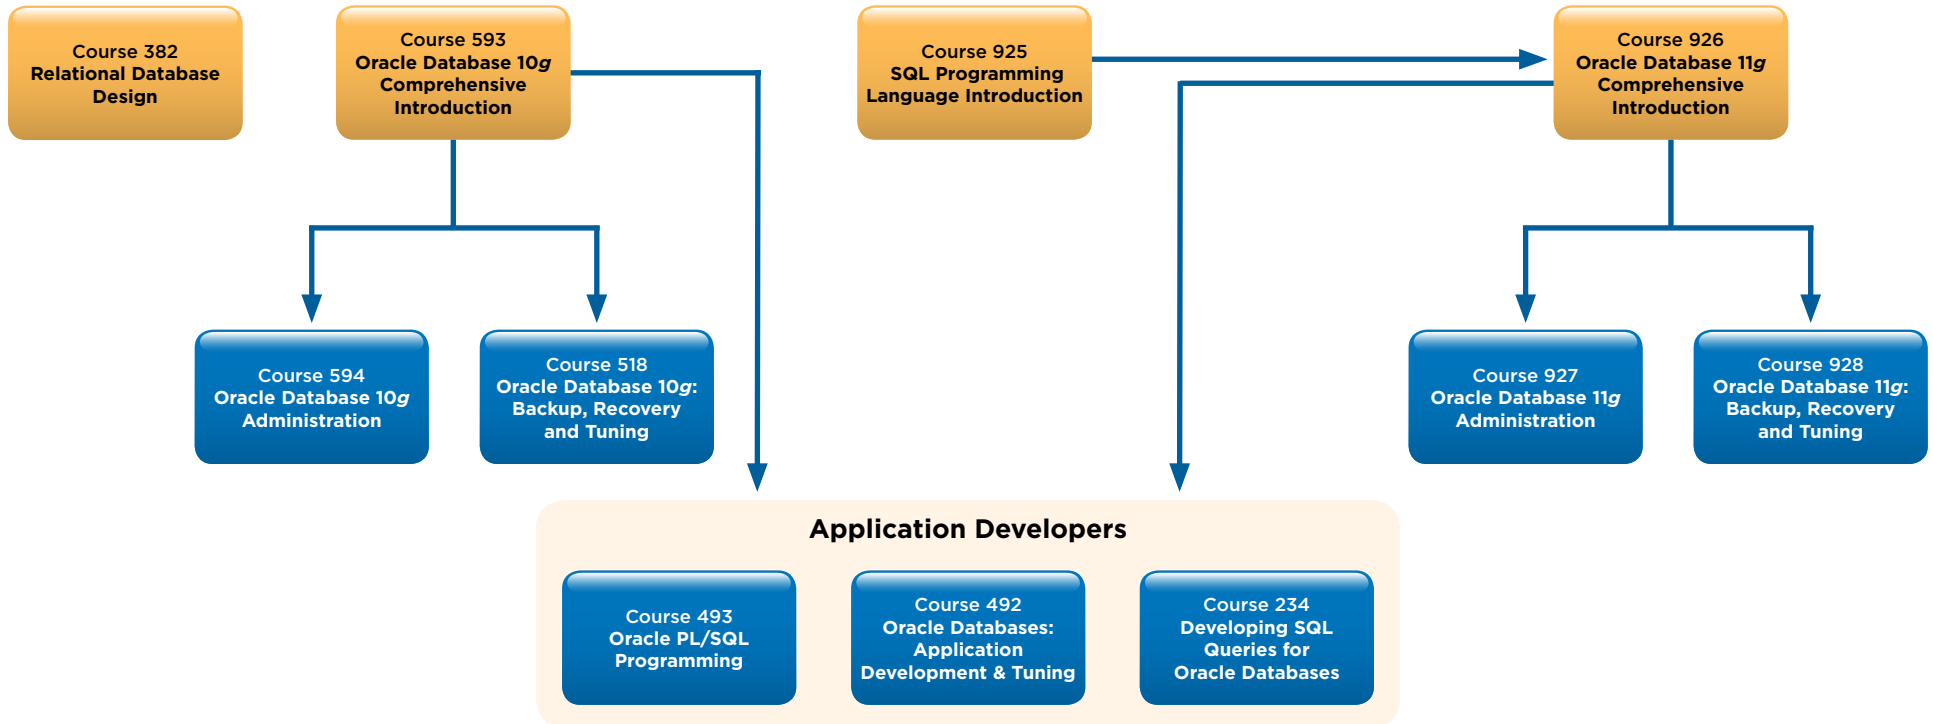 Course 382
Relational Database
Design
Course 593
Oracle Database 10g
Comprehensive
Introduction
Course 925
SQL Programming
Language Introduction
Course 926
Oracle Database 11g
Comprehensive
Introduction
Course 594
Oracle Database 10g
Administration
Course 518
Oracle Database 10g:
Backup, Recovery
and Tuning
Course 927
Oracle Database 11g
Administration
Course 928
Oracle Database 11g:
Backup, Recovery
and Tuning
Application Developers
Course 493
Oracle PL/SQL
Programming
Course 492
Oracle Databases:
Application
Development & Tuning
Course 234
Developing SQL
Queries for
Oracle Databases